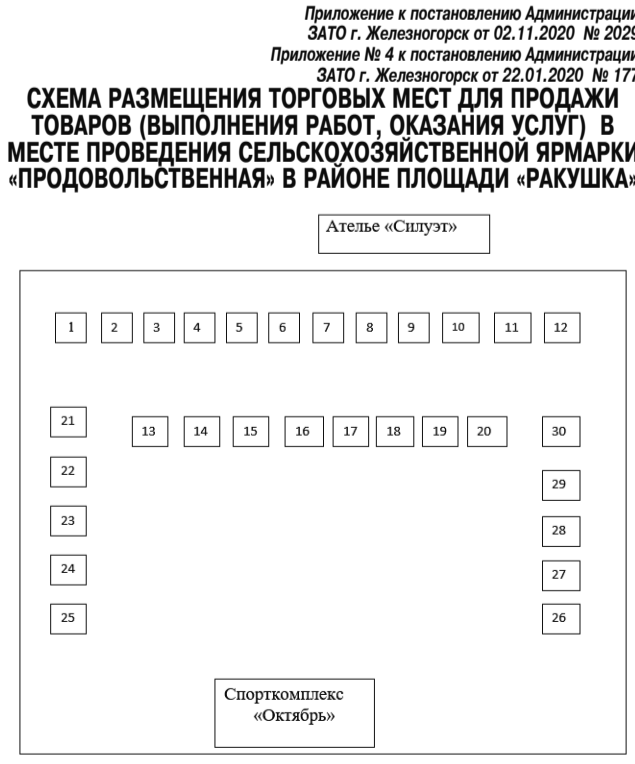 Приложение к постановлению Администрации
ЗАТО г. Железногорск от 02.11.2020 № 2029
Приложение № 4 к постановлению Администрации
ЗАТО г. Железногорск от 22.01.2020 № 177
СХЕМА РАЗМЕЩЕНИЯ ТОРГОВЫХ МЕСТ ДЛЯ ПРОДАЖИ
ТОВАРОВ (ВЫПОЛНЕНИЯ РАБОТ, ОКАЗАНИЯ УСЛУГ) В
МЕСТЕ ПРОВЕДЕНИЯ СЕЛЬСКОХОЗЯЙСТВЕННОЙ ЯРМАРКИ
«ПРОДОВОЛЬСТВЕННАЯ» В РАЙОНЕ ПЛОЩАДИ «РАКУШКА»
Ателье «Силуэт»
1 2 3 4 5 6 7 8 9 10 11 12
21 13 14 15 16 17 18 19 20 30
22 29
23 28
24 27
25 26
Спорткомплекс
«Октябрь»